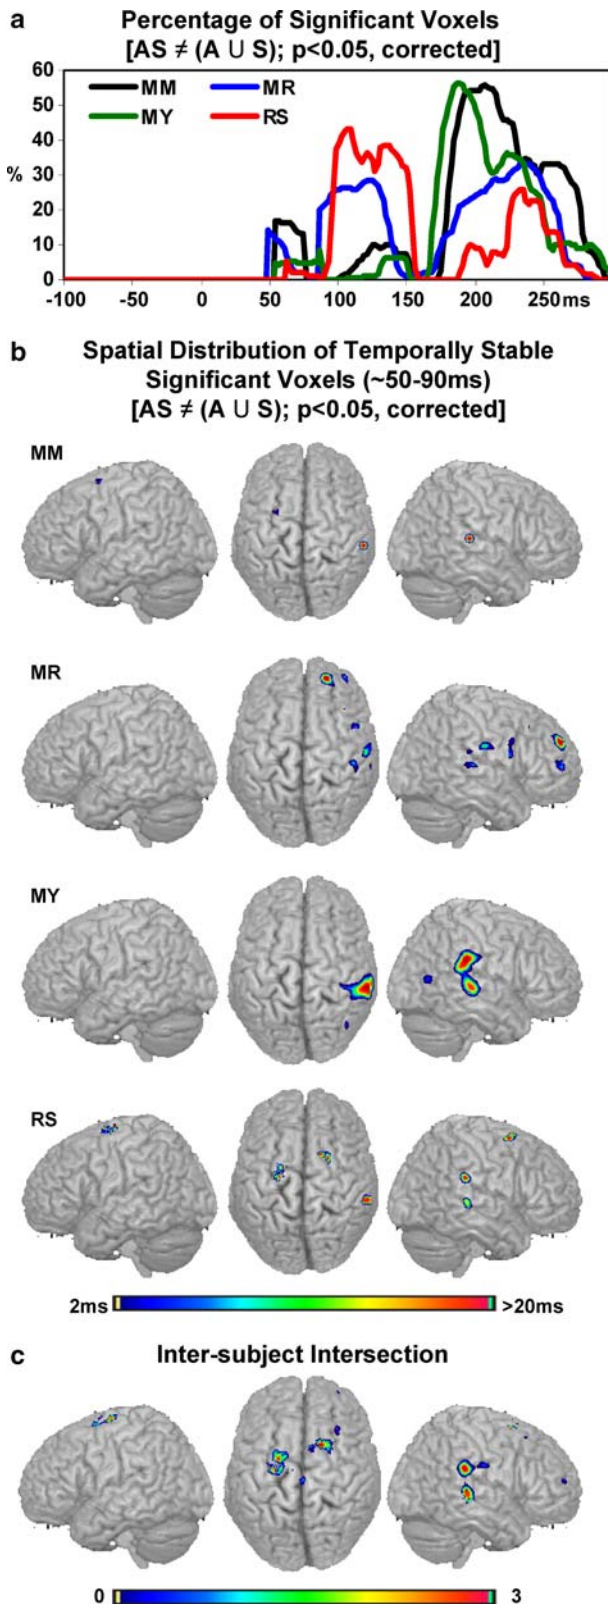 a Percentage of Significant Voxels
[AS ≠ (A ∪ S); p<0.05, corrected]
60
50
40
30
20
10
0
%
MM MR
MY RS
-100 -50 0 50 100 150 200 250ms
b Spatial Distribution of Temporally Stable
Significant Voxels (~50-90ms)
[AS ≠ (A ∪ S); p<0.05, corrected]
MM
MR
MY
RS
2ms >20ms
c Inter-subject Intersection
0 3